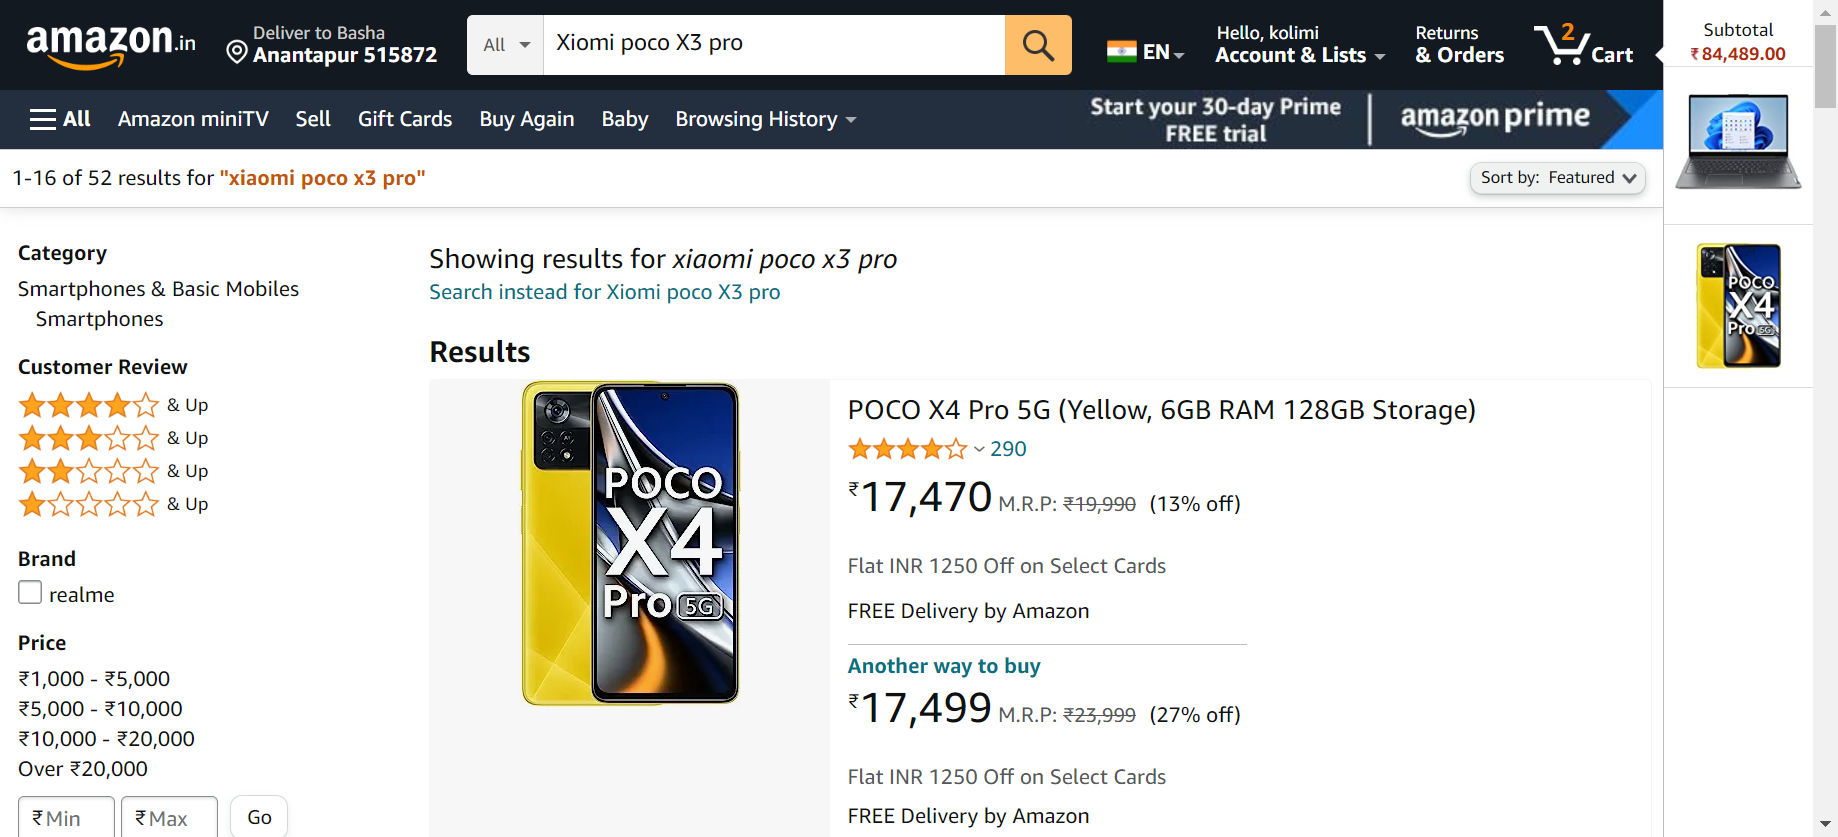 amazon.in
Deliver to Basha
Anantapur 515872
All
Xiomi poco X3 pro
EN
Hello, kolimi
Account & Lists
Returns
& Orders
2
Cart
Subtotal
₹84,489.00
All
Amazon miniTV
Sell
Gift Cards
Buy Again
Baby
Browsing History
Start your 30-day Prime
FREE trial
amazon prime
1-16 of 52 results for "xiaomi poco x3 pro"
Sort by: Featured
Category
Smartphones & Basic Mobiles
Smartphones
Customer Review
& Up
& Up
& Up
& Up
Brand
realme
Price
₹1,000 - ₹5,000
₹5,000 - ₹10,000
₹10,000 - ₹20,000
Over ₹20,000
₹ Min
₹ Max
Go
Showing results for xiaomi poco x3 pro
Search instead for Xiomi poco X3 pro
Results
POCO
X4
Pro 5G
POCO X4 Pro 5G (Yellow, 6GB RAM 128GB Storage)
290
₹17,470 M.R.P: ₹19,990 (13% off)
Flat INR 1250 Off on Select Cards
FREE Delivery by Amazon
Another way to buy
₹17,499 M.R.P: ₹23,999 (27% off)
Flat INR 1250 Off on Select Cards
FREE Delivery by Amazon
POCO
X4
Pro 5G